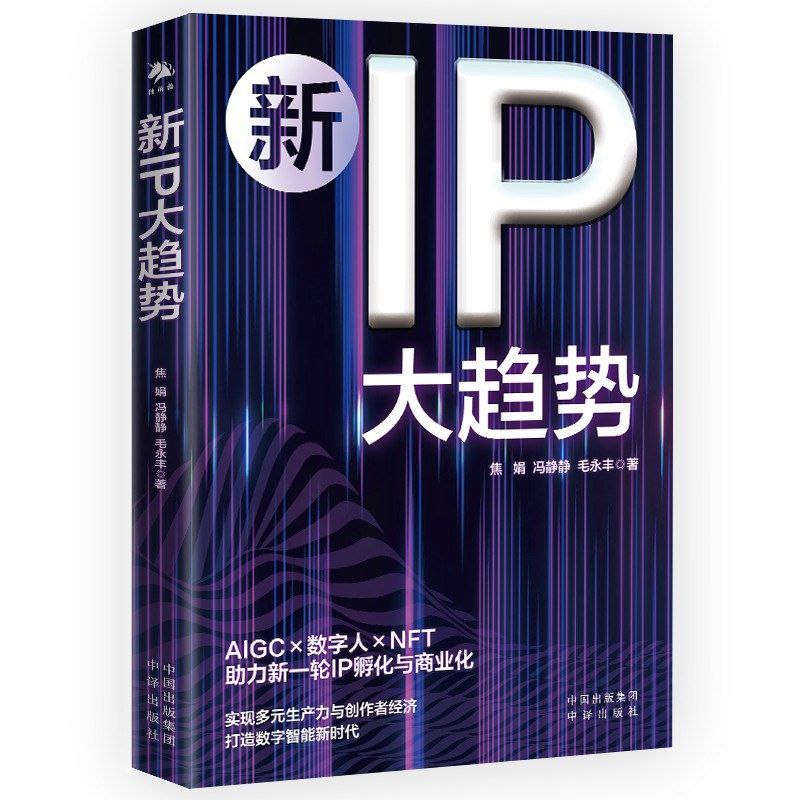 新IP
大趋势
焦 娟 冯静静 毛永丰◎著
AIGC×数字人×NFT
助力新一轮IP孵化与商业化
实现多元生产力与创作者经济
打造数字智能新时代
中国出版集团
中译出版社
新IP大趋势
焦 娟 冯静静 毛永丰◎著
中国出版集团
中译出版社